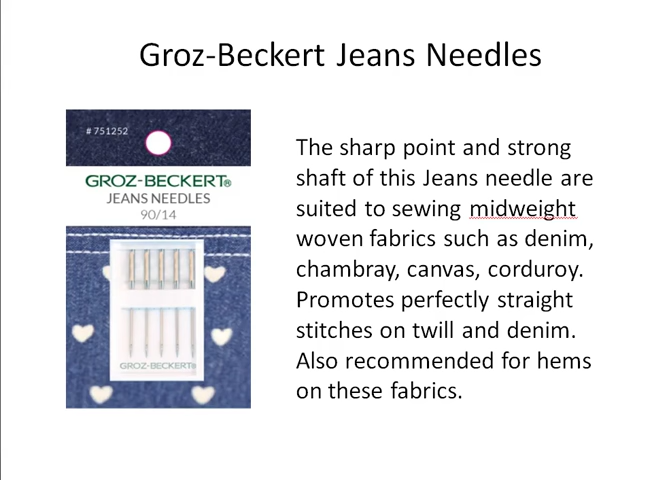 Groz-Beckert Jeans Needles
# 751252
GROZ-BECKERT®
JEANS NEEDLES
90/14
GROZ-BECKERT®
The sharp point and strong
shaft of this Jeans needle are
suited to sewing midweight
woven fabrics such as denim,
chambray, canvas, corduroy.
Promotes perfectly straight
stitches on twill and denim.
Also recommended for hems
on these fabrics.